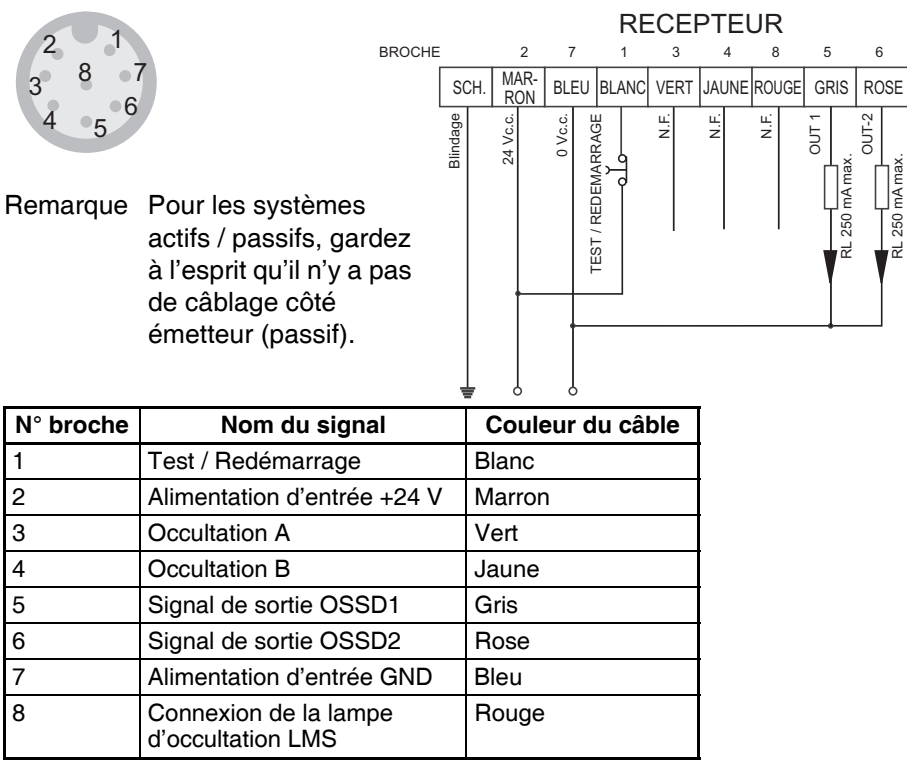 RECEPTEUR
BROCHE 2 7 1 3 4 8 5 6
SCH. MAR-RON BLEU BLANC VERT JAUNE ROUGE GRIS ROSE
Blindage
24 Vc.c.
0 Vc.c.
TEST / REDEMARRAGE
N.F.
N.F.
N.F.
OUT 1
RL 250 mA max.
OUT-2
RL 250 mA max.
2 1
3 8 7
4 5 6
Remarque Pour les systèmes
actifs / passifs, gardez
à l'esprit qu'il n'y a pas
de câblage côté
émetteur (passif).
N° broche Nom du signal Couleur du câble
1 Test / Redémarrage Blanc
2 Alimentation d'entrée +24 V Marron
3 Occultation A Vert
4 Occultation B Jaune
5 Signal de sortie OSSD1 Gris
6 Signal de sortie OSSD2 Rose
7 Alimentation d'entrée GND Bleu
8 Connexion de la lampe Rouge
d'occultation LMS